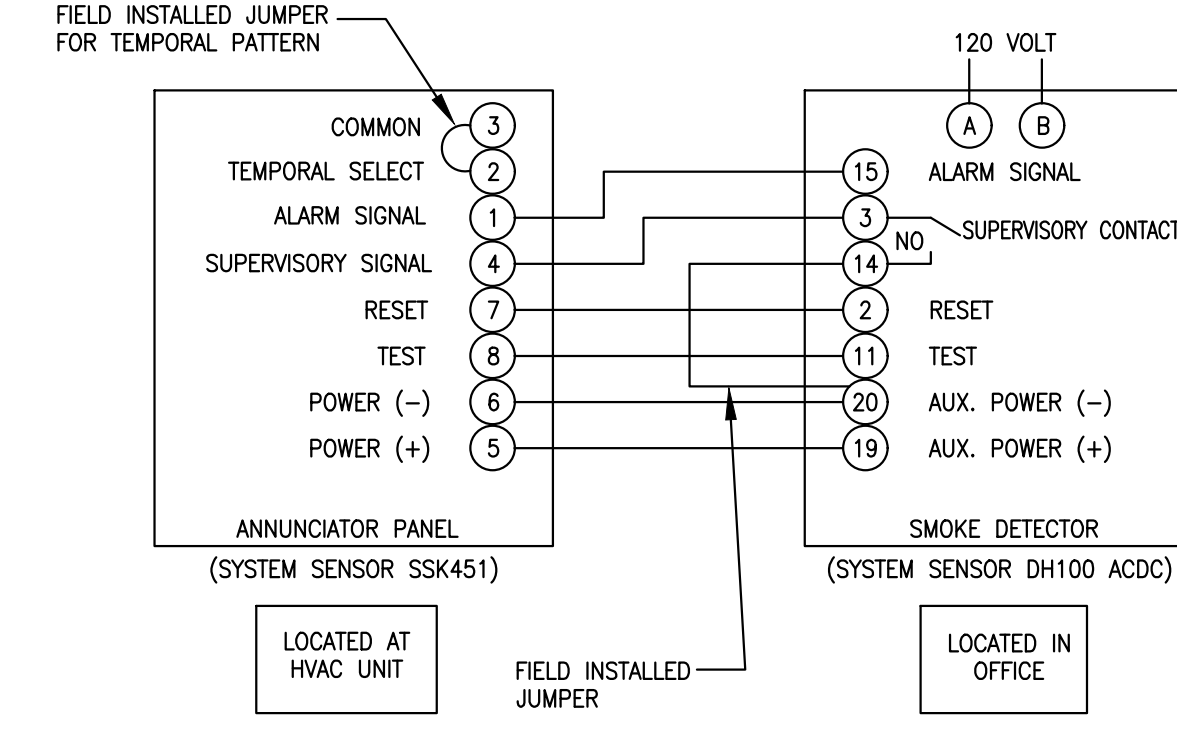 FIELD INSTALLED JUMPER
FOR TEMPORAL PATTERN
120 VOLT
COMMON 3
TEMPORAL SELECT 2
ALARM SIGNAL 1
SUPERVISORY SIGNAL 4
RESET 7
TEST 8
POWER (−) 6
POWER (+) 5
ANNUNCIATOR PANEL
(SYSTEM SENSOR SSK451)
LOCATED AT
HVAC UNIT
FIELD INSTALLED
JUMPER
A B
15 ALARM SIGNAL
3 SUPERVISORY CONTACT
NO
14
2 RESET
11 TEST
20 AUX. POWER (−)
19 AUX. POWER (+)
SMOKE DETECTOR
(SYSTEM SENSOR DH100 ACDC)
LOCATED IN
OFFICE